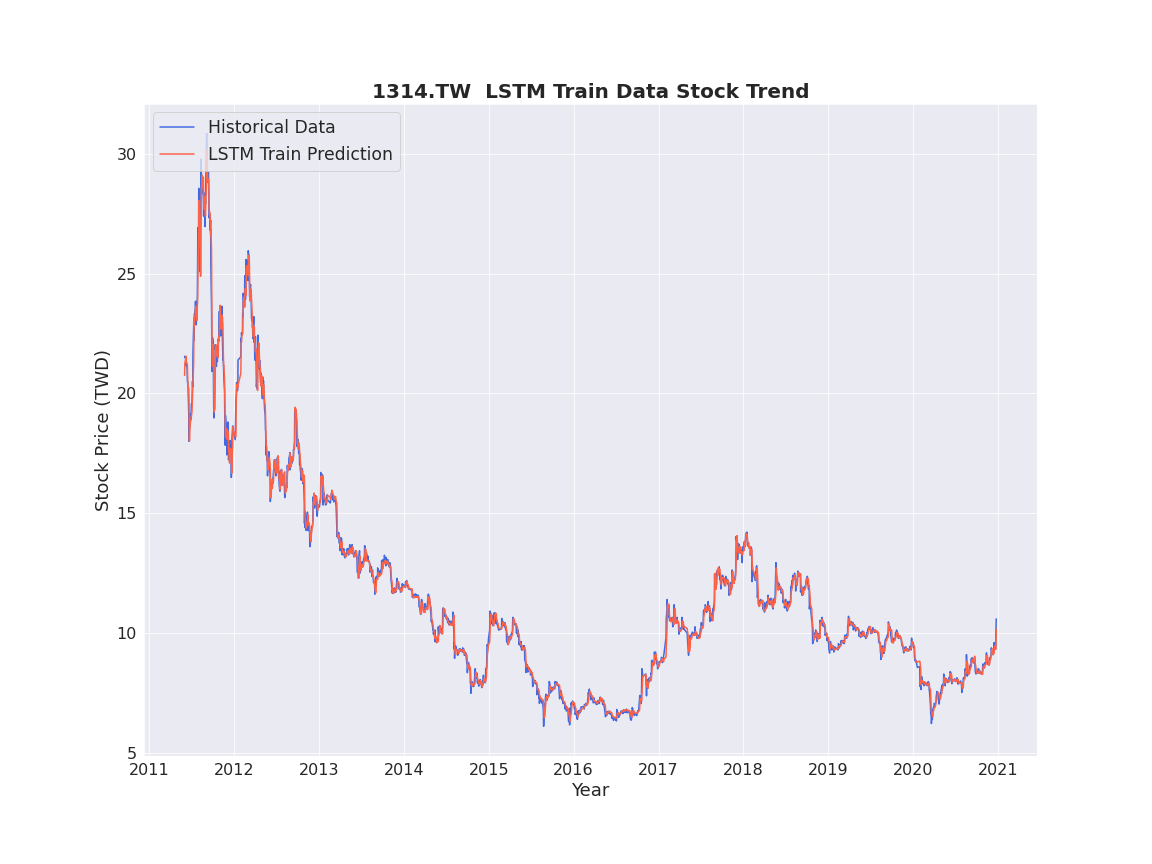 1314.TW  LSTM Train Data Stock Trend
Historical Data
LSTM Train Prediction
Stock Price (TWD)
30
25
20
15
10
5
2011 2012 2013 2014 2015 2016 2017 2018 2019 2020 2021
Year